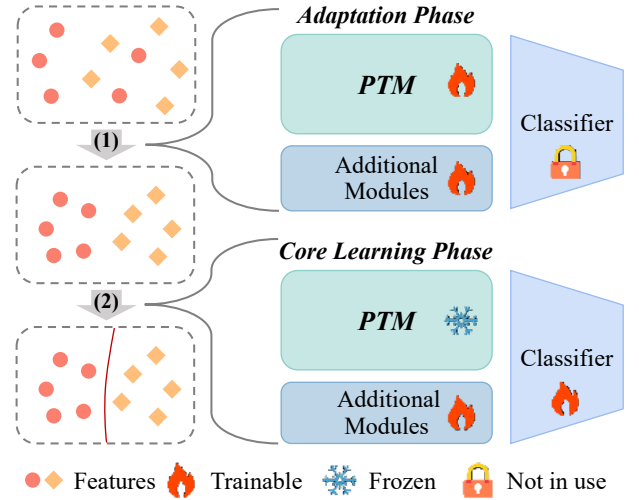 Adaptation Phase
PTM
(1)
Additional
Modules
Classifier
Core Learning Phase
PTM
(2)
Additional
Modules
Classifier
Features
Trainable
Frozen
Not in use